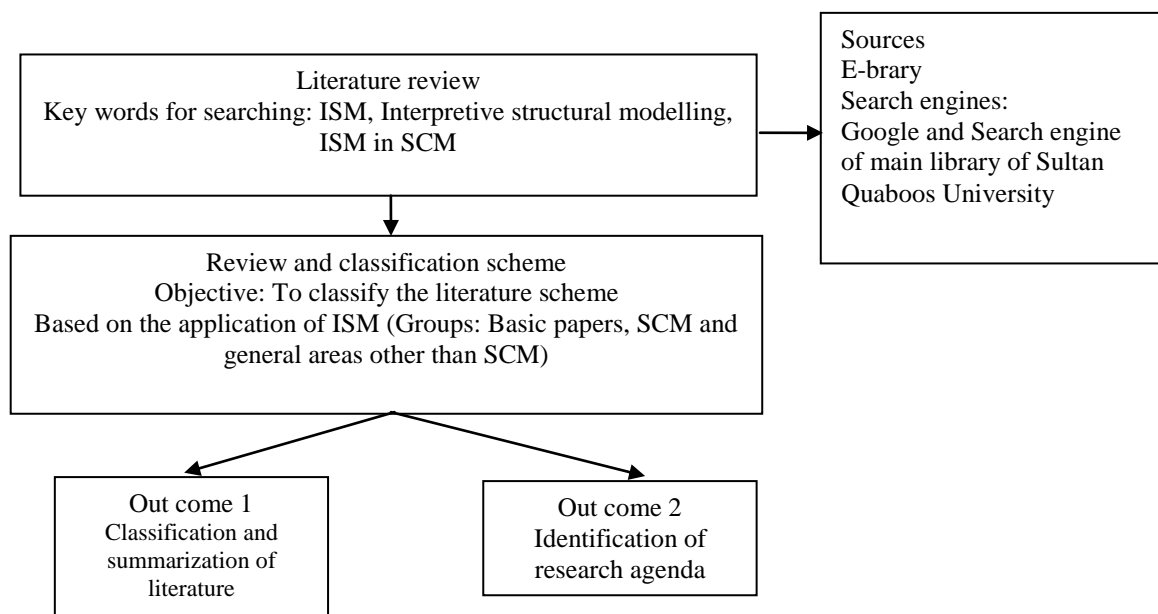 Literature review
Key words for searching: ISM, Interpretive structural modelling,
ISM in SCM
Sources
E-brary
Search engines:
Google and Search engine
of main library of Sultan
Quaboos University
Review and classification scheme
Objective: To classify the literature scheme
Based on the application of ISM (Groups: Basic papers, SCM and
general areas other than SCM)
Out come 1
Classification and
summarization of
literature
Out come 2
Identification of
research agenda